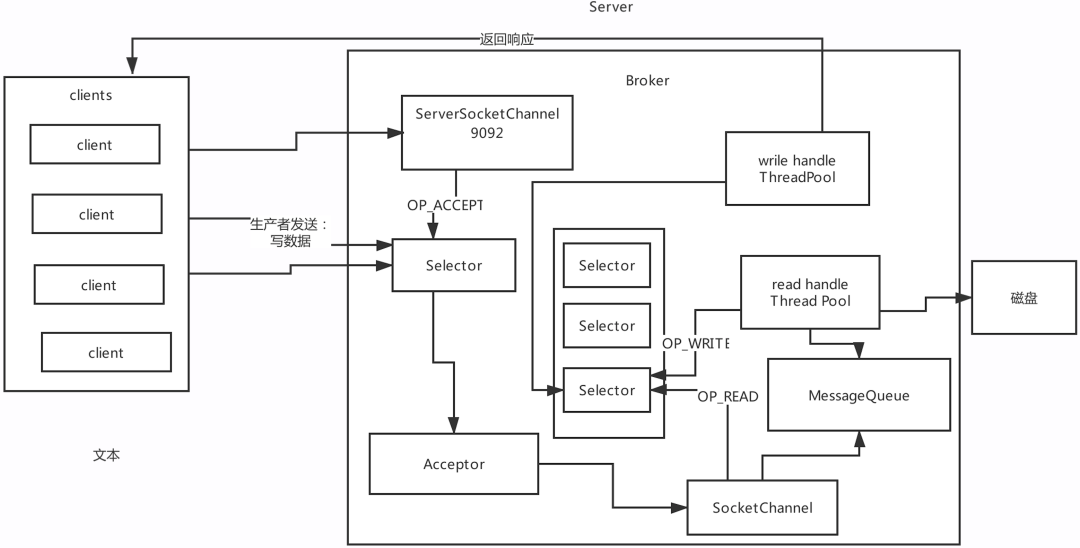 Server
返回响应
Broker
clients
client
client
client
client
ServerSocketChannel
9092
OP_ACCEPT
生产者发送：
写数据
Selector
wrile handle
ThreadPool
Selector
Selector
Selector
read handle
Thread Pool
磁盘
OP_WRITE
OP_READ
MessageQueue
文本
Acceptor
SocketChannel